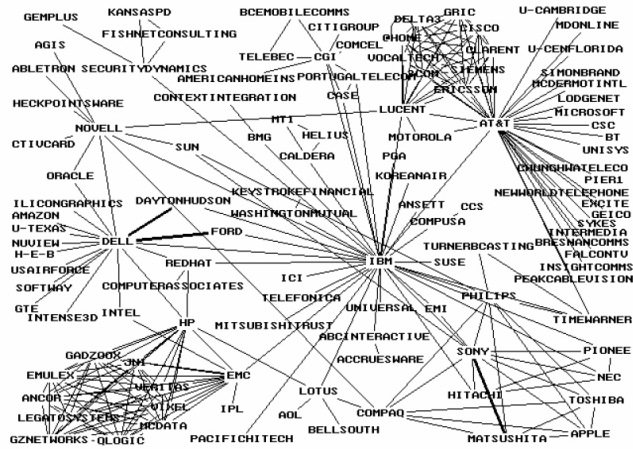 GEMPLUS
KANSASPD
BCEMOBILECOMMS
GRIC
U-CAMBRIDGE
DELTA3
CITIGROUP
CISCO
MDONLINE
FISHNETCONSULTING
COMCEL
AGIS
CLARENT
U-CENFLORIDA
TELEBEC
CGI
VOCALTECH
ABLETRON
SECURITYDYNAMICS
SIEMENS
SIMONBRAND
AMERICANHOMEINS
PORTUGALTELECOM
3COM
MCDERMOTINTL
ERICSSON
CASE
LODGENET
HECKPOINTSWARE
CONTEXTINTEGRATION
LUCENT
MICROSOFT
MTI
AT&T
CSC
NOVELL
BMG
HELIUS
MOTOROLA
BT
CTIVCARD
SUN
UNISYS
CALDERA
PGA
CHUNGHWATELECO
ORACLE
KOREANAIR
PIER1
KEYSTROKEFINANCIAL
NEWWORLDTELEPHONE
ILICONGRAPHICS
DAYTONHUDSON
EXCITE
AMAZON
WASHINGTONMUTUAL
ANSETT
CCS
GEICO
U-TEXAS
COMPUSA
SYKES
FORD
INTERMEDIA
NUVIEW
DELL
TURNERBCASTING
BRESNANCOMMS
H-E-B
FALCONTV
REDHAT
IBM
SUSE
USAIRFORCE
INSIGHTCOMMS
ICI
PEAKCABLEVISION
SOFTWAY
COMPUTERASSOCIATES
TELEFONICA
PHILIPS
GTE
UNIVERSAL
EMI
INTENSE3D
INTEL
TIMEWARNER
HP
MITSUBISHITRUST
ABCINTERACTIVE
GADZOOX
JNI
SONY
PIONEE
ACCRUESWARE
EMULEX
EMC
NEC
VERITAS
ANCOR
LOTUS
HITACHI
TOSHIBA
VIXEL
IPL
LEGATOSYSTEMS
AOL
COMPAQ
MCDATA
BELLSOUTH
GZNETWORKS
QLOGIC
PACIFICHITECH
MATSUSHITA
APPLE